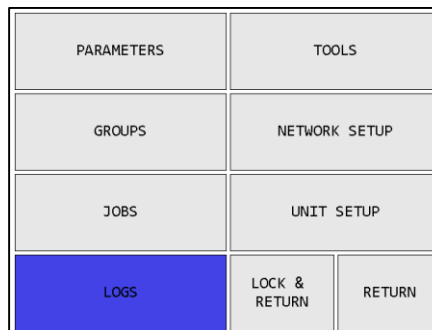 PARAMETERS
TOOLS
GROUPS
NETWORK SETUP
JOBS
UNIT SETUP
LOGS
LOCK &
RETURN
RETURN